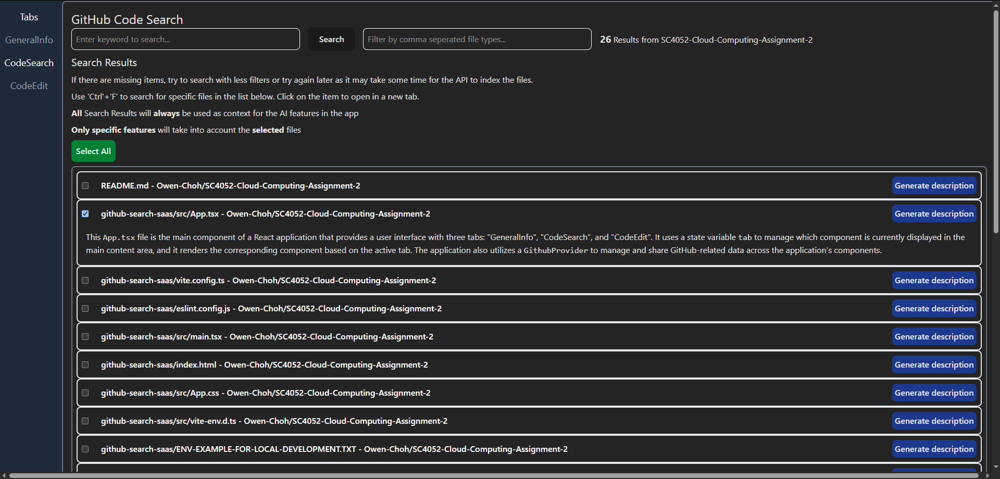 Tabs
GeneralInfo
CodeSearch
CodeEdit
GitHub Code Search
Enter keyword to search...
Search
Filter by comma seperated file types...
26 Results from SC4052-Cloud-Computing-Assignment-2
Search Results
If there are missing items, try to search with less filters or try again later as it may take some time for the API to index the files.
Use 'Ctrl'+'F' to search for specific files in the list below. Click on the item to open in a new tab.
All Search Results will always be used as context for the AI features in the app
Only specific features will take into account the selected files
Select All
README.md - Owen-Choh/SC4052-Cloud-Computing-Assignment-2
Generate description
github-search-saas/src/App.tsx - Owen-Choh/SC4052-Cloud-Computing-Assignment-2
Generate description
This App.tsx file is the main component of a React application that provides a user interface with three tabs: "GeneralInfo", "CodeSearch", and "CodeEdit". It uses a state variable tab to manage which component is currently displayed in the
main content area, and it renders the corresponding component based on the active tab. The application also utilizes a GithubProvider to manage and share GitHub-related data across the application's components.
github-search-saas/vite.config.ts - Owen-Choh/SC4052-Cloud-Computing-Assignment-2
Generate description
github-search-saas/eslint.config.js - Owen-Choh/SC4052-Cloud-Computing-Assignment-2
Generate description
github-search-saas/src/main.tsx - Owen-Choh/SC4052-Cloud-Computing-Assignment-2
Generate description
github-search-saas/index.html - Owen-Choh/SC4052-Cloud-Computing-Assignment-2
Generate description
github-search-saas/src/App.css - Owen-Choh/SC4052-Cloud-Computing-Assignment-2
Generate description
github-search-saas/src/vite-env.d.ts - Owen-Choh/SC4052-Cloud-Computing-Assignment-2
Generate description
github-search-saas/ENV-EXAMPLE-FOR-LOCAL-DEVELOPMENT.TXT - Owen-Choh/SC4052-Cloud-Computing-Assignment-2
Generate description